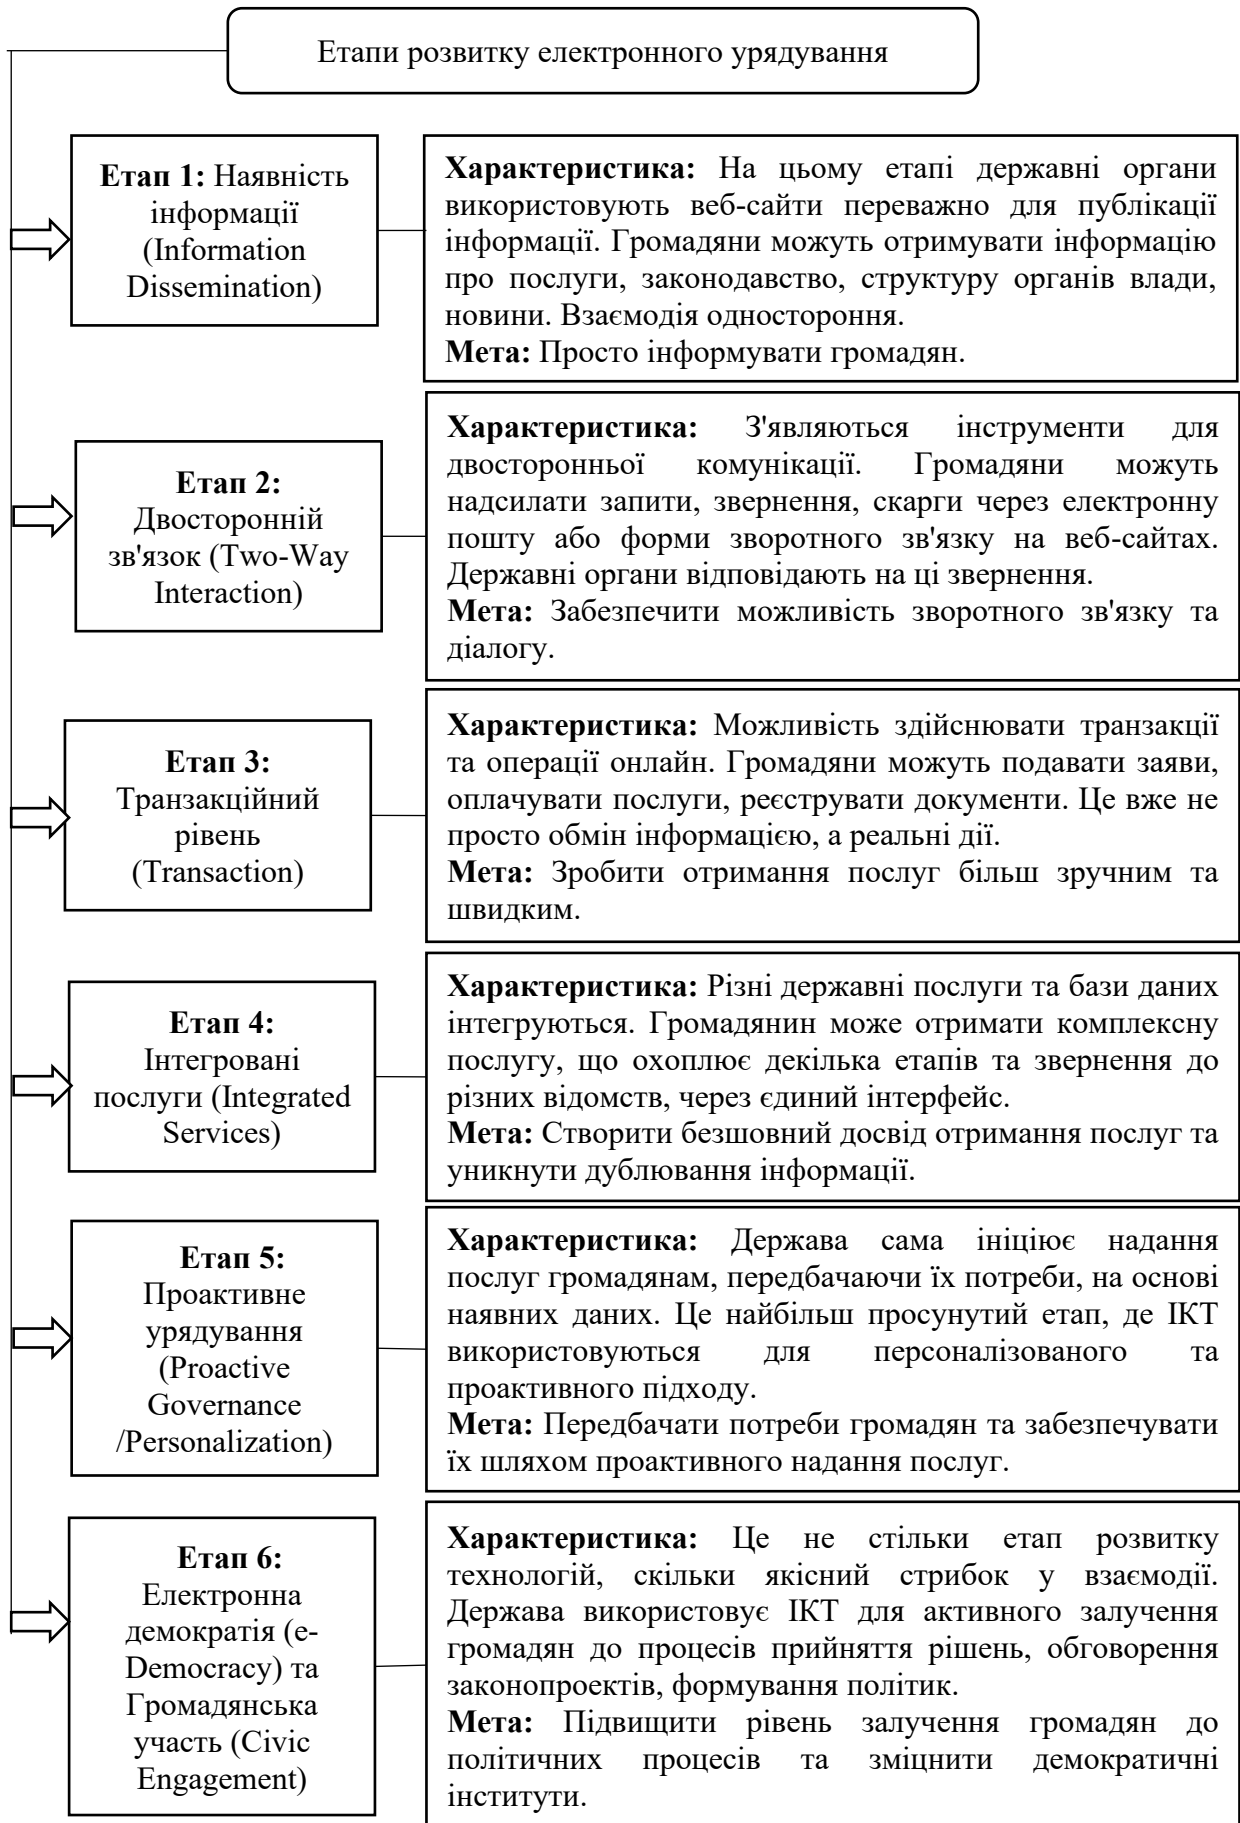 Етапи розвитку електронного урядування
Етап 1: Наявність
інформації
(Information
Dissemination)
Характеристика: На цьому етапі державні органи
використовують веб-сайти переважно для публікації
інформації. Громадяни можуть отримувати інформацію
про послуги, законодавство, структуру органів влади,
новини. Взаємодія одностороння.
Мета: Просто інформувати громадян.
Етап 2:
Двосторонній
зв'язок (Two-Way
Interaction)
Характеристика: З'являються інструменти для
двосторонньої комунікації. Громадяни можуть
надсилати запити, звернення, скарги через електронну
пошту або форми зворотного зв'язку на веб-сайтах.
Державні органи відповідають на ці звернення.
Мета: Забезпечити можливість зворотного зв'язку та
діалогу.
Етап 3:
Транзакційний
рівень
(Transaction)
Характеристика: Можливість здійснювати транзакції
та операції онлайн. Громадяни можуть подавати заяви,
оплачувати послуги, реєструвати документи. Це вже не
просто обмін інформацією, а реальні дії.
Мета: Зробити отримання послуг більш зручним та
швидким.
Етап 4:
Інтегровані
послуги (Integrated
Services)
Характеристика: Різні державні послуги та бази даних
інтегруються. Громадянин може отримати комплексну
послугу, що охоплює декілька етапів та звернення до
різних відомств, через єдиний інтерфейс.
Мета: Створити безшовний досвід отримання послуг та
уникнути дублювання інформації.
Етап 5:
Проактивне
урядування
(Proactive
Governance
/Personalization)
Характеристика: Держава сама ініціює надання
послуг громадянам, передбачаючи їх потреби, на основі
наявних даних. Це найбільш просунутий етап, де ІКТ
використовуються для персоналізованого та
проактивного підходу.
Мета: Передбачати потреби громадян та забезпечувати
їх шляхом проактивного надання послуг.
Етап 6:
Електронна
демократія (e-
Democracy) та
Громадянська
участь (Civic
Engagement)
Характеристика: Це не стільки етап розвитку
технологій, скільки якісний стрибок у взаємодії.
Держава використовує ІКТ для активного залучення
громадян до процесів прийняття рішень, обговорення
законопроектів, формування політик.
Мета: Підвищити рівень залучення громадян до
політичних процесів та зміцнити демократичні
інститути.